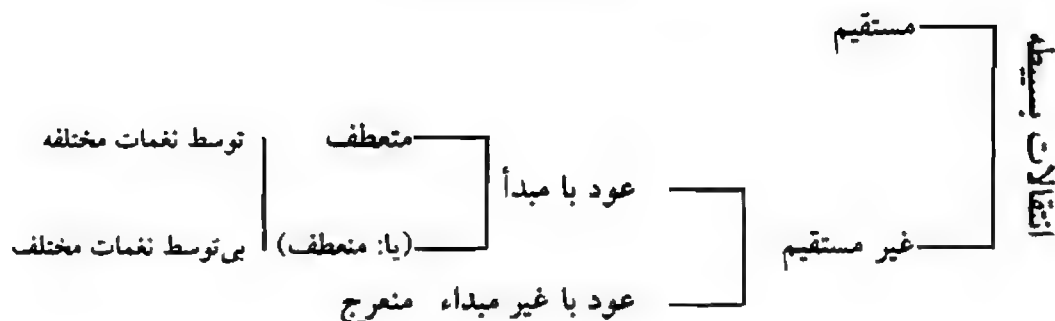 انتقالات بسیطه
مستقیم
غیر مستقیم
عود با مبدأ
متعطف
(یا: منعطف)
توسط نغمات مختلفه
بی‌توسط نغمات مختلف
عود با غیر مبداء منعرج